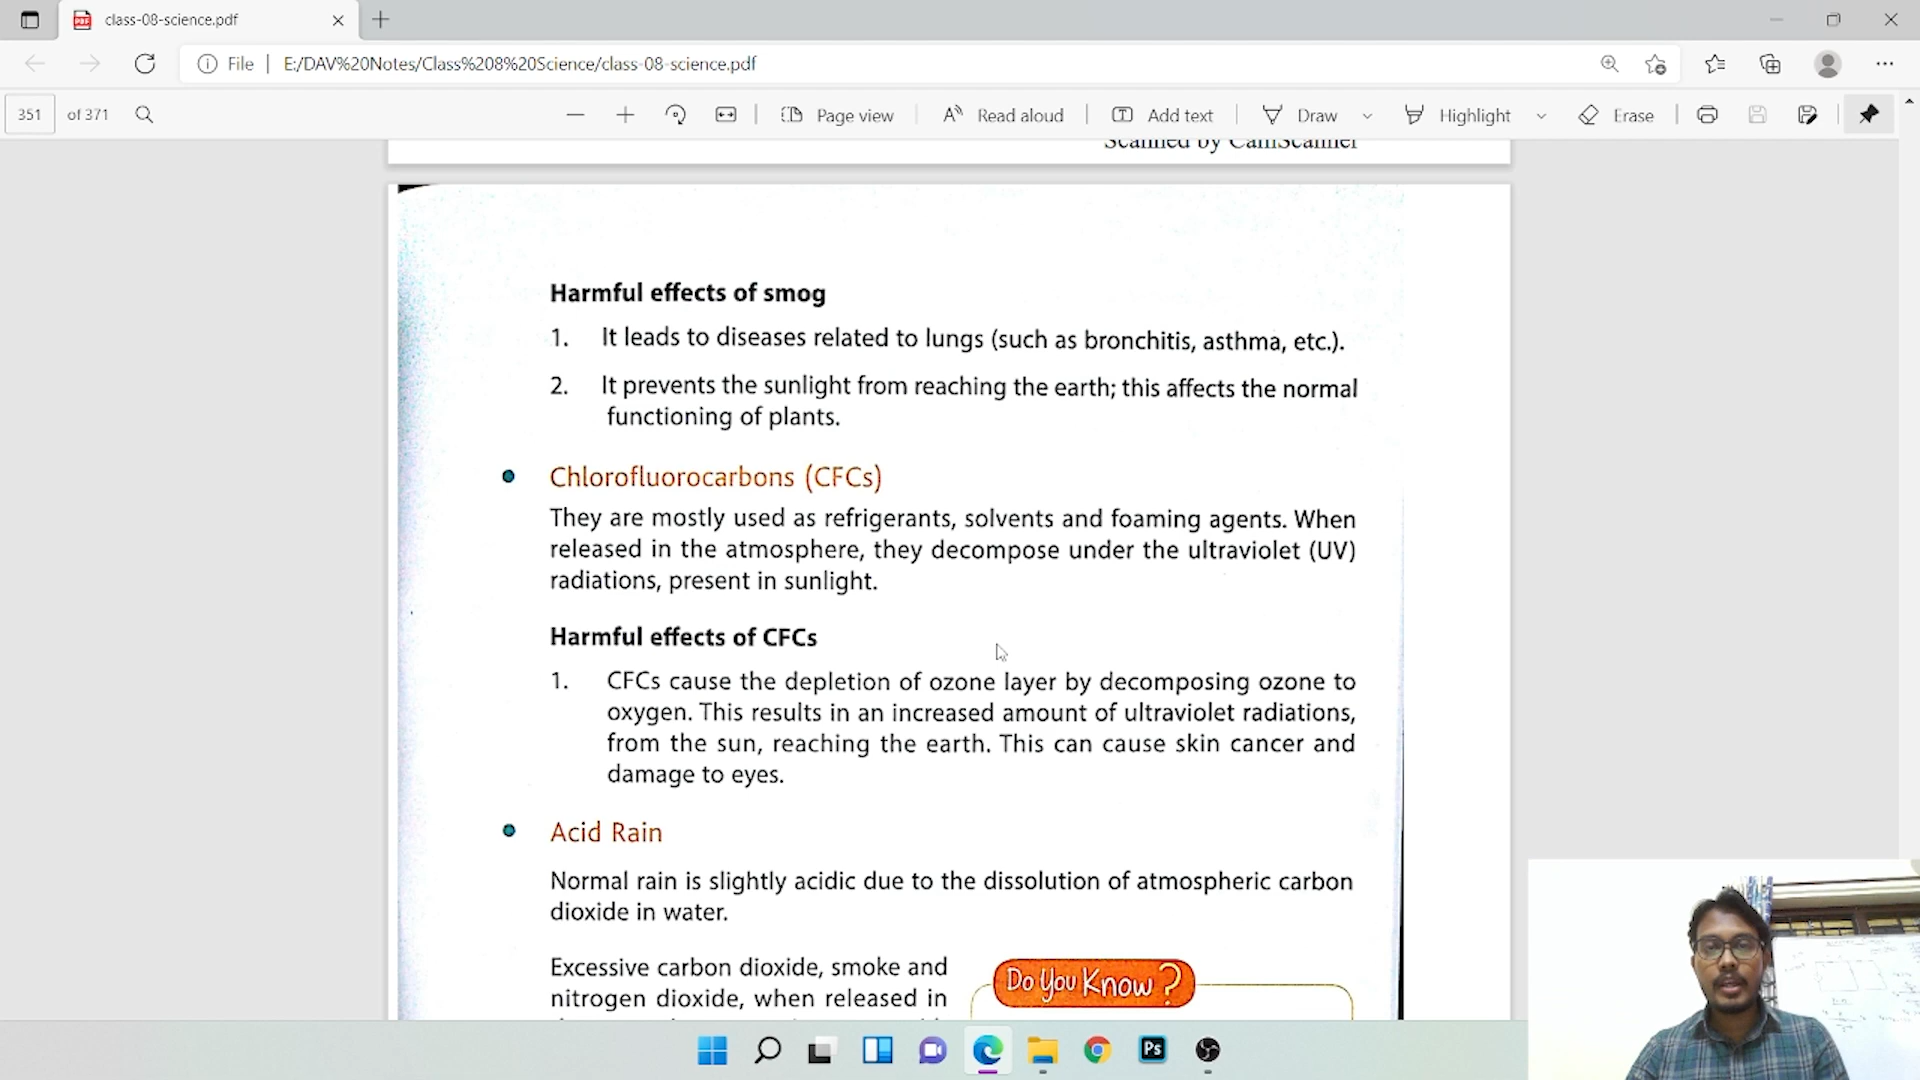 class-08-science.pdf
File
E:/DAV%20Notes/Class%208%20Science/class-08-science.pdf
351 of 371
Page view
Read aloud
Add text
Draw
Highlight
Erase
Scanned by CamScanner
Harmful effects of smog
1. It leads to diseases related to lungs (such as bronchitis, asthma, etc.).
2. It prevents the sunlight from reaching the earth; this affects the normal
functioning of plants.
Chlorofluorocarbons (CFCs)
They are mostly used as refrigerants, solvents and foaming agents. When
released in the atmosphere, they decompose under the ultraviolet (UV)
radiations, present in sunlight.
Harmful effects of CFCs
1. CFCs cause the depletion of ozone layer by decomposing ozone to
oxygen. This results in an increased amount of ultraviolet radiations,
from the sun, reaching the earth. This can cause skin cancer and
damage to eyes.
Acid Rain
Normal rain is slightly acidic due to the dissolution of atmospheric carbon
dioxide in water.
Excessive carbon dioxide, smoke and
nitrogen dioxide, when released in
Do You Know ?
Ps